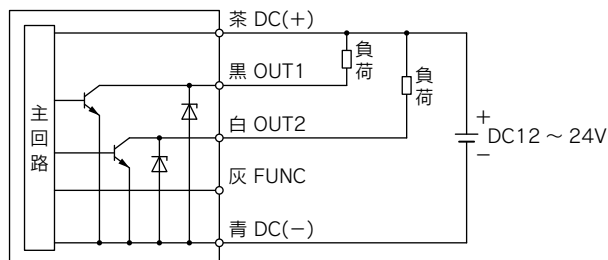 茶 DC(+)
負荷
黒 OUT1
負荷
主回路
白 OUT2
+
DC12 ～ 24V
−
灰 FUNC
青 DC(−)